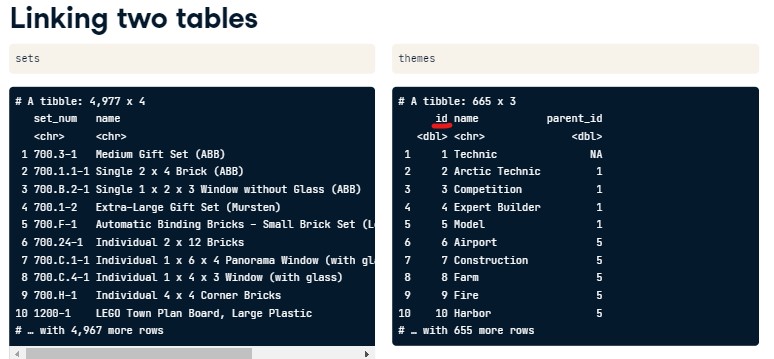 Linking two tables
sets
# A tibble: 4,977 x 4
set_num name
<chr> <chr>
1 700.3-1 Medium Gift Set (ABB)
2 700.1.1-1 Single 2 x 4 Brick (ABB)
3 700.B.2-1 Single 1 x 2 x 3 Window without Glass (ABB)
4 700.1-2 Extra-Large Gift Set (Mursten)
5 700.F-1 Automatic Binding Bricks - Small Brick Set (L
6 700.24-1 Individual 2 x 12 Bricks
7 700.C.1-1 Individual 1 x 6 x 4 Panorama Window (with gl
8 700.C.4-1 Individual 1 x 4 x 3 Window (with glass)
9 700.H-1 Individual 4 x 4 Corner Bricks
10 1200-1 LEGO Town Plan Board, Large Plastic
# … with 4,967 more rows
themes
# A tibble: 665 x 3
id name parent_id
<dbl> <chr> <dbl>
1 1 Technic NA
2 2 Arctic Technic 1
3 3 Competition 1
4 4 Expert Builder 1
5 5 Model 1
6 6 Airport 5
7 7 Construction 5
8 8 Farm 5
9 9 Fire 5
10 10 Harbor 5
# … with 655 more rows